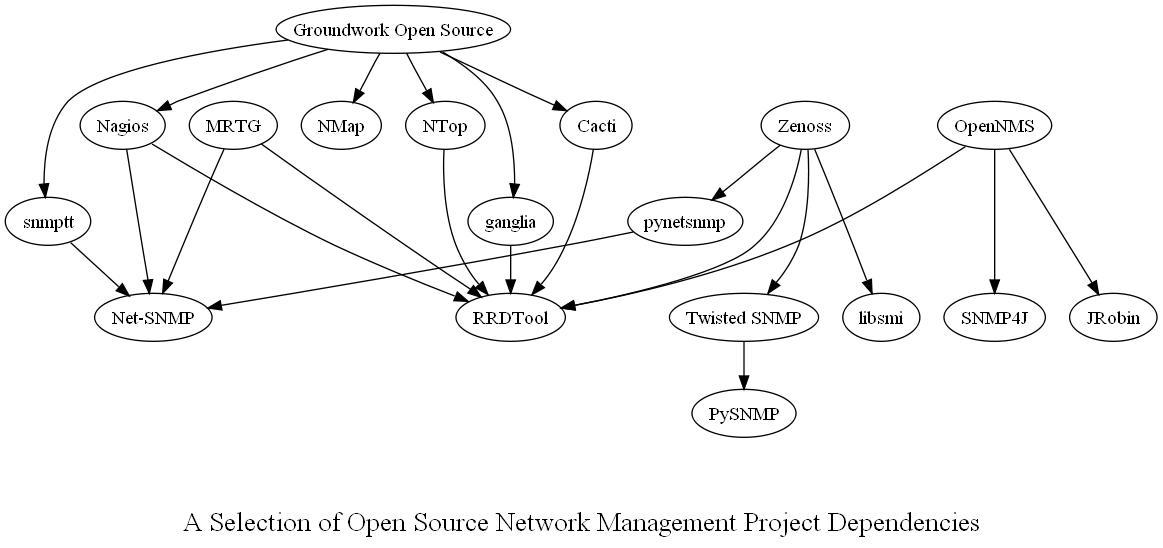 Groundwork Open Source
Nagios
MRTG
NMap
NTop
Cacti
Zenoss
OpenNMS
snmptt
ganglia
pynetsnmp
Net-SNMP
RRDTool
Twisted SNMP
libsmi
SNMP4J
JRobin
PySNMP
A Selection of Open Source Network Management Project Dependencies